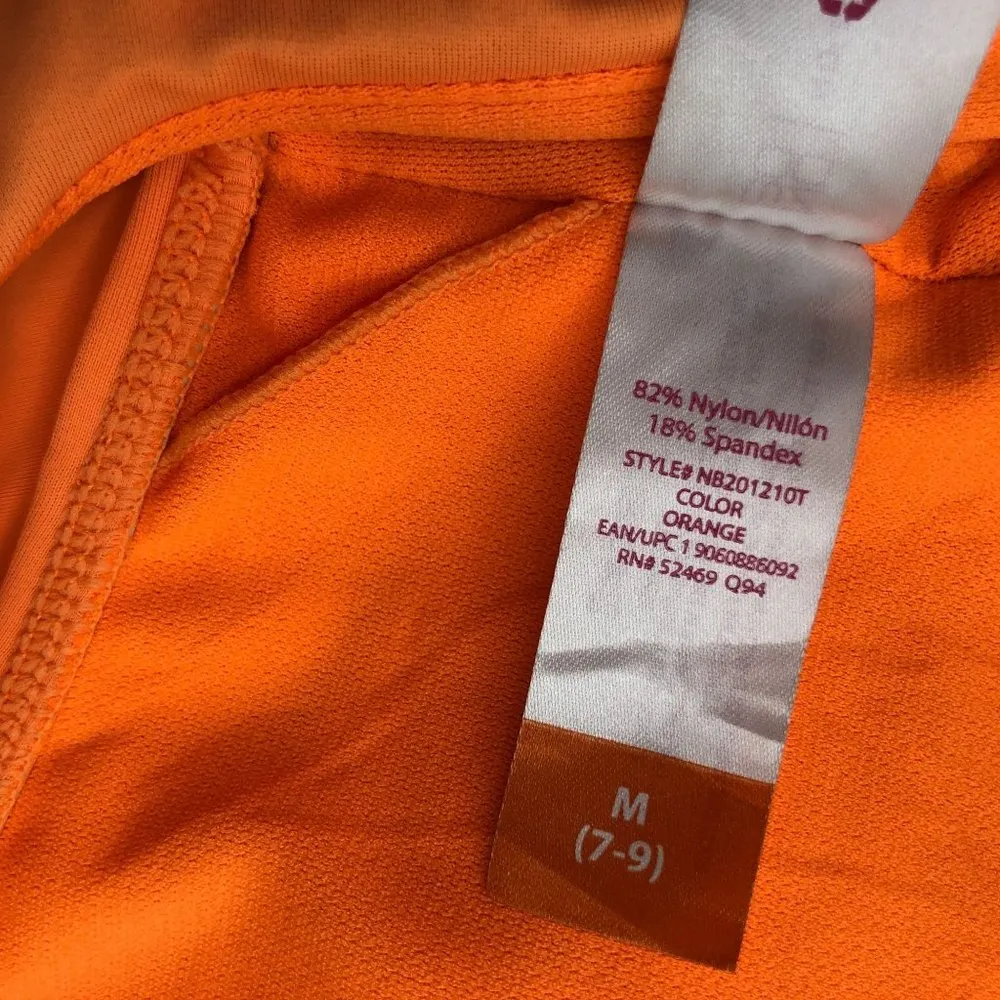 82% Nylon/Nilón
18% Spandex
STYLE# NB201210T
COLOR
ORANGE
EAN/UPC 1 9060886092
RN# 52469 Q94
M
(7-9)